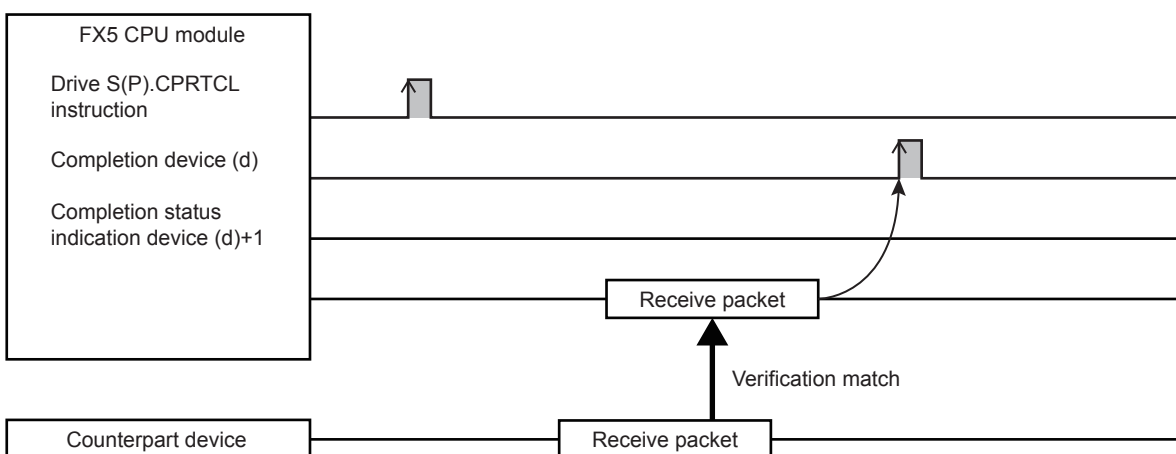 FX5 CPU module
Drive S(P).CPRTCL
instruction
Completion device (d)
Completion status
indication device (d)+1
Receive packet
Verification match
Counterpart device
Receive packet